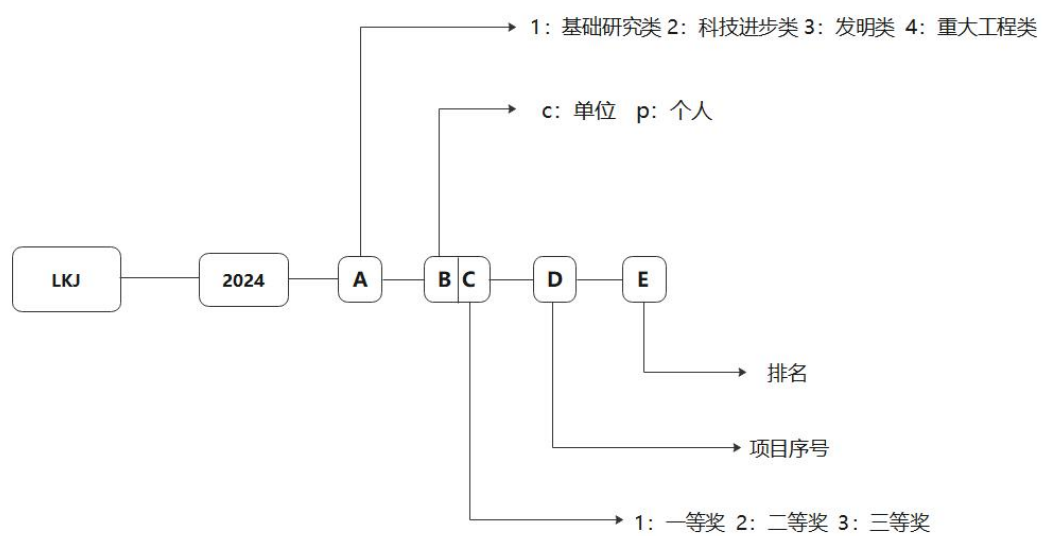 1：基础研究类 2：科技进步类 3：发明类 4：重大工程类
c：单位 p：个人
LKJ 2024 A B C D E
排名
项目序号
1：一等奖 2：二等奖 3：三等奖